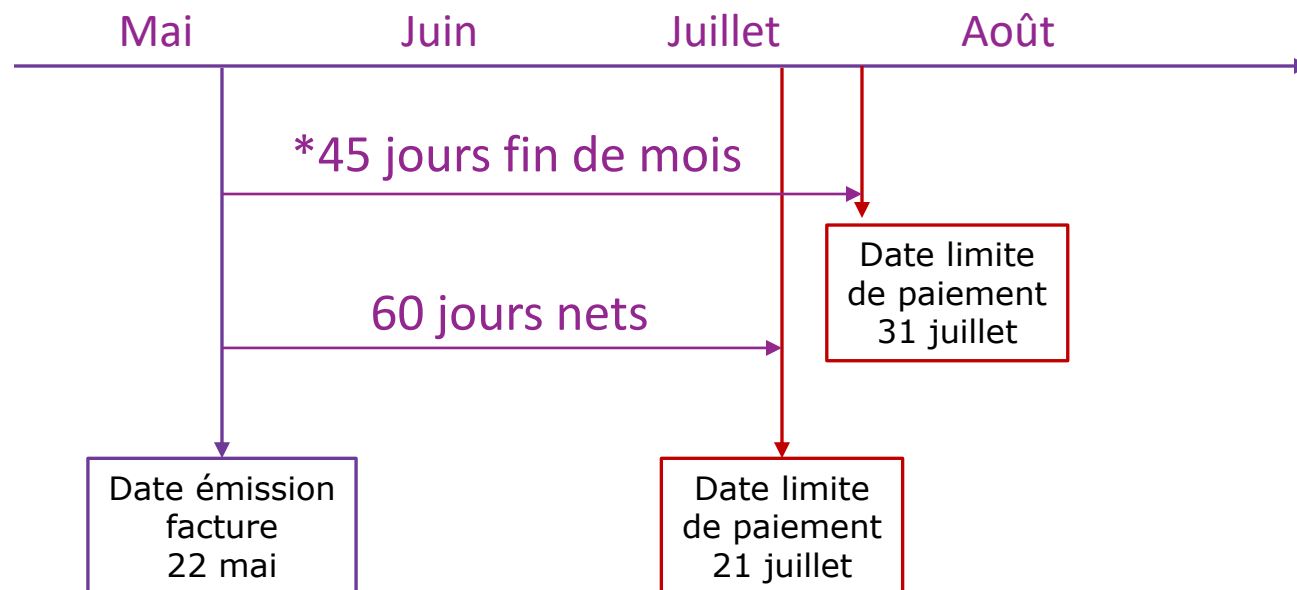 Mai Juin Juillet Août
*45 jours fin de mois
Date limite
de paiement
31 juillet
60 jours nets
Date émission
facture
22 mai
Date limite
de paiement
21 juillet